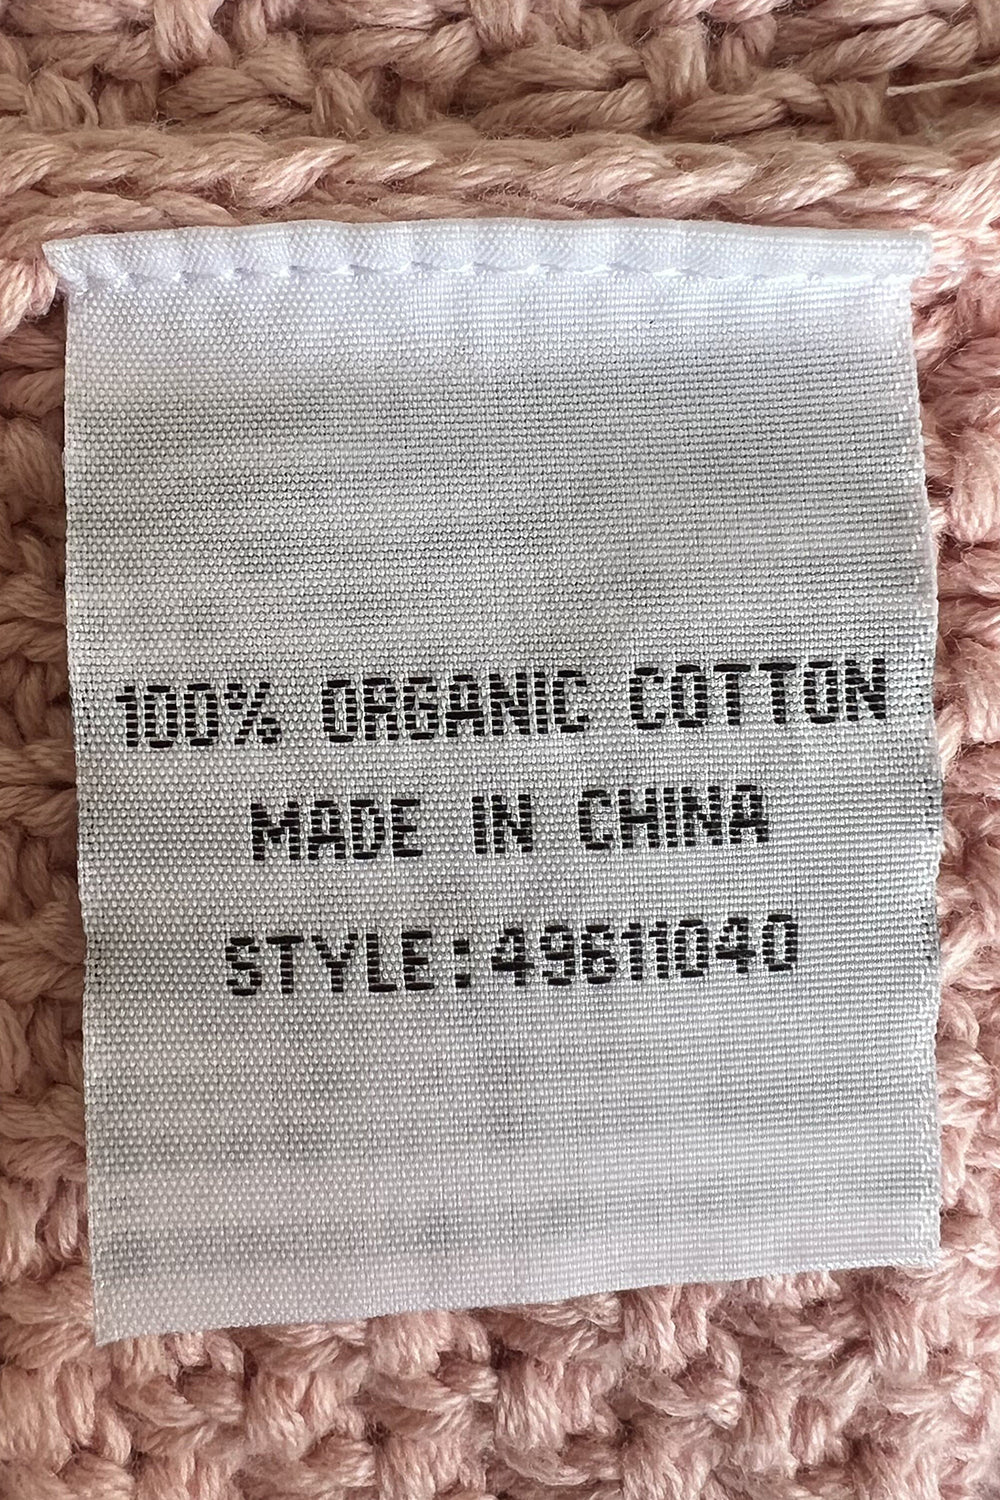 100% ORGANIC COTTON
MADE IN CHINA
STYLE:49611040